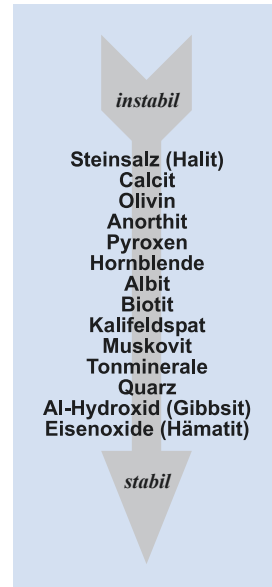 instabil
Steinsalz (Halit)
Calcit
Olivin
Anorthit
Pyroxen
Hornblende
Albit
Biotit
Kalifeldspat
Muskovit
Tonminerale
Quarz
Al-Hydroxid (Gibbsit)
Eisenoxide (Hämatit)
stabil